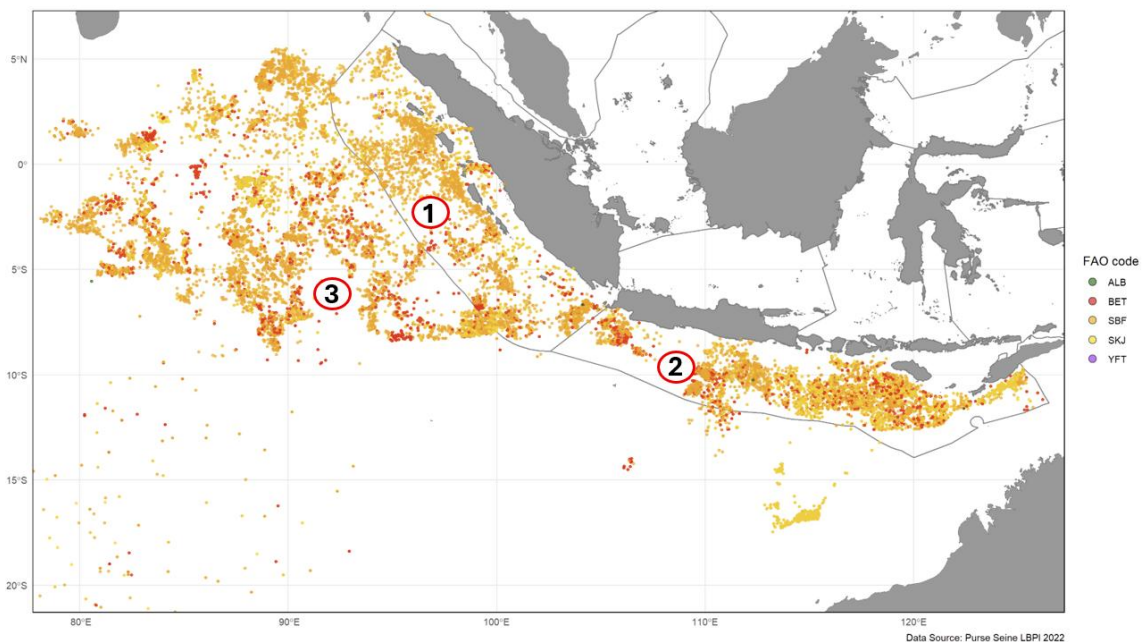 5°N
0°
5°S
10°S
15°S
20°S
80°E
90°E
100°E
110°E
120°E
1
2
3
FAO code
ALB
BET
SBF
SKJ
YFT
Data Source: Purse Seine LBPI 2022